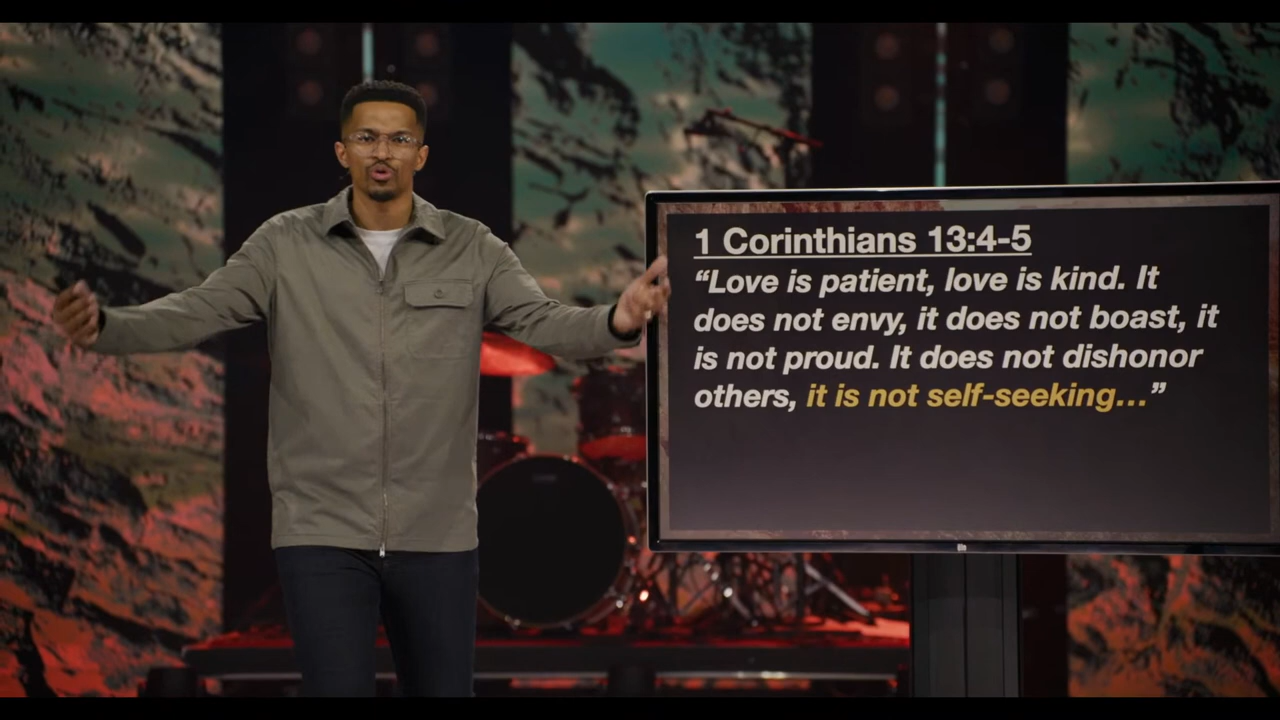 1 Corinthians 13:4-5
“Love is patient, love is kind. It
does not envy, it does not boast, it
is not proud. It does not dishonor
others, it is not self-seeking...”